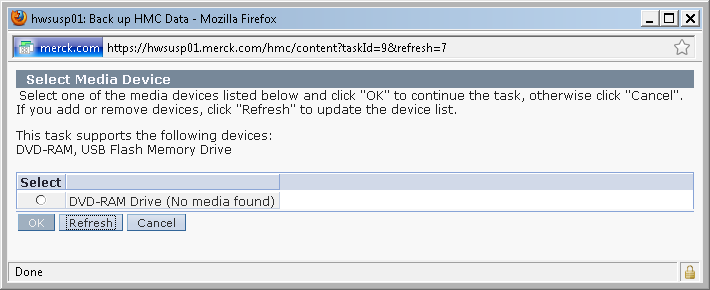 hwsusp01: Back up HMC Data - Mozilla Firefox
merck.com https://hwsusp01.merck.com/hmc/content?taskId=9&refresh=7
Select Media Device
Select one of the media devices listed below and click "OK" to continue the task, otherwise click "Cancel".
If you add or remove devices, click "Refresh" to update the device list.
This task supports the following devices:
DVD-RAM, USB Flash Memory Drive
Select
DVD-RAM Drive (No media found)
OK Refresh Cancel
Done